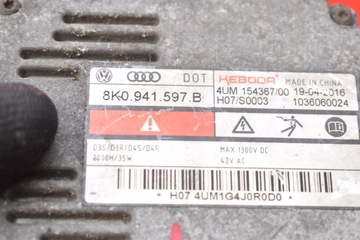 DOT KEBODA MADE IN CHINA
8K0.941.597.B
4UM 154367/00 19-04-2016
H07/S0003 1036060024
D3S/D3R/D4S/D4R
2000H/35W
MAX 1300V DC
42V AC
H07 4UM1G4J0R0D0